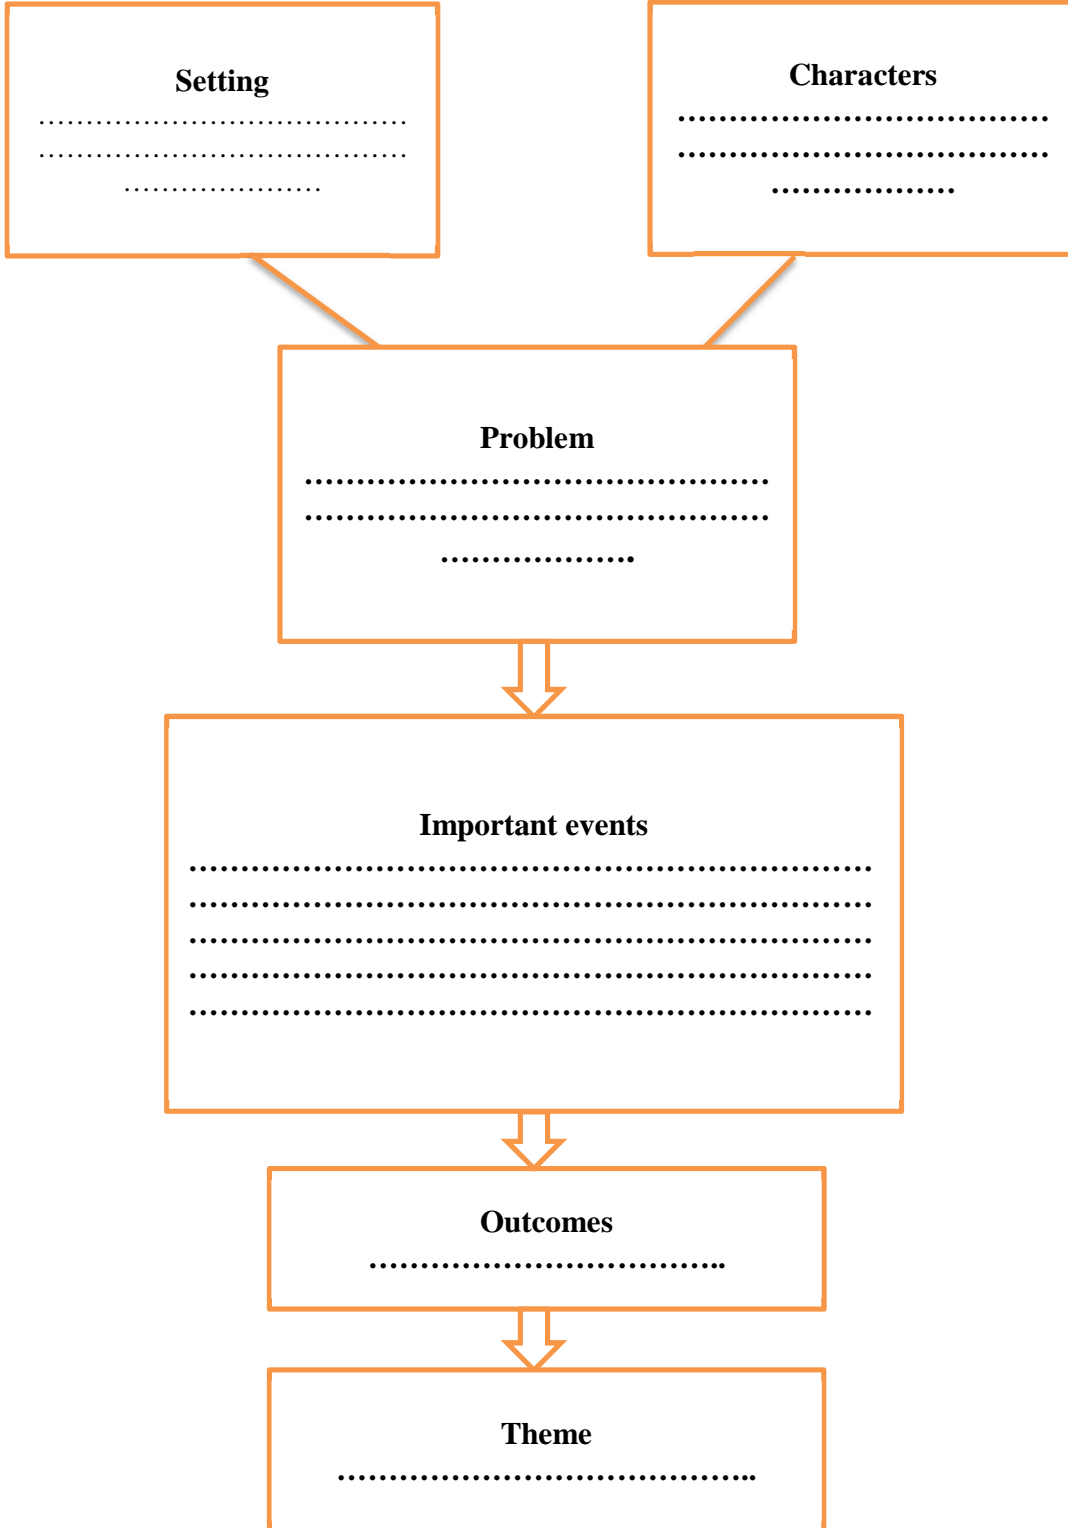 Setting
…………………………………
…………………………………
…………………
Characters
………………………………
………………………………
………………
Problem
………………………………………
………………………………………
……………….
Important events
…………………………………………………………
…………………………………………………………
…………………………………………………………
…………………………………………………………
…………………………………………………………
Outcomes
……………………………..
Theme
…………………………………..